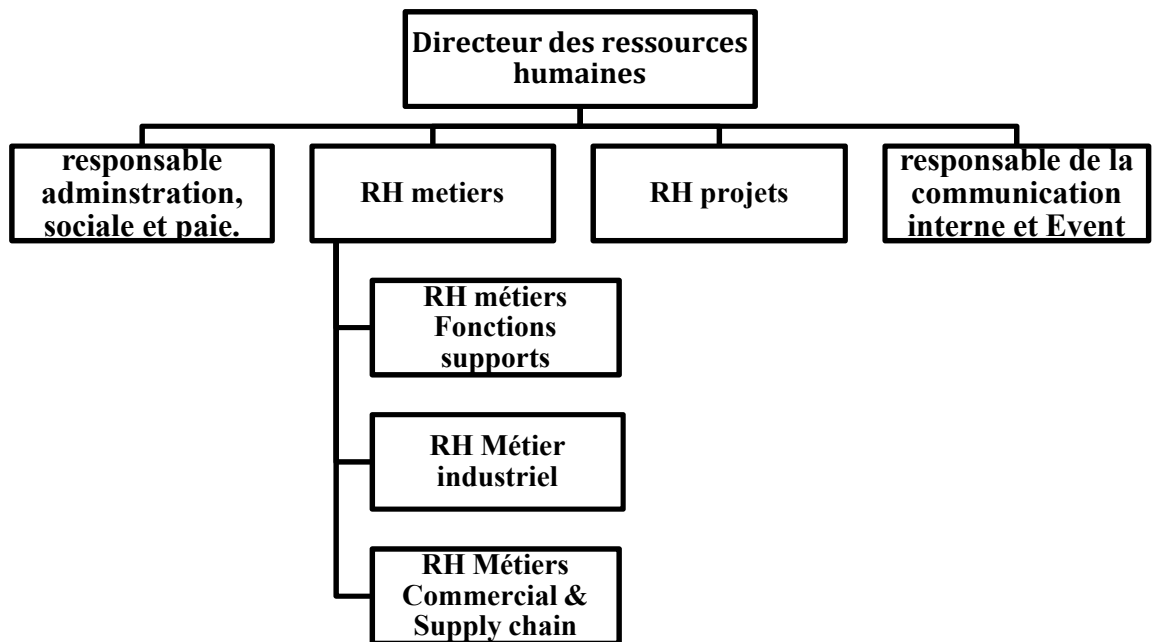 Directeur des ressources
humaines
responsable
adminstration,
sociale et paie.
RH metiers
RH projets
responsable de la
communication
interne et Event
RH métiers
Fonctions
supports
RH Métier
industriel
RH Métiers
Commercial &
Supply chain